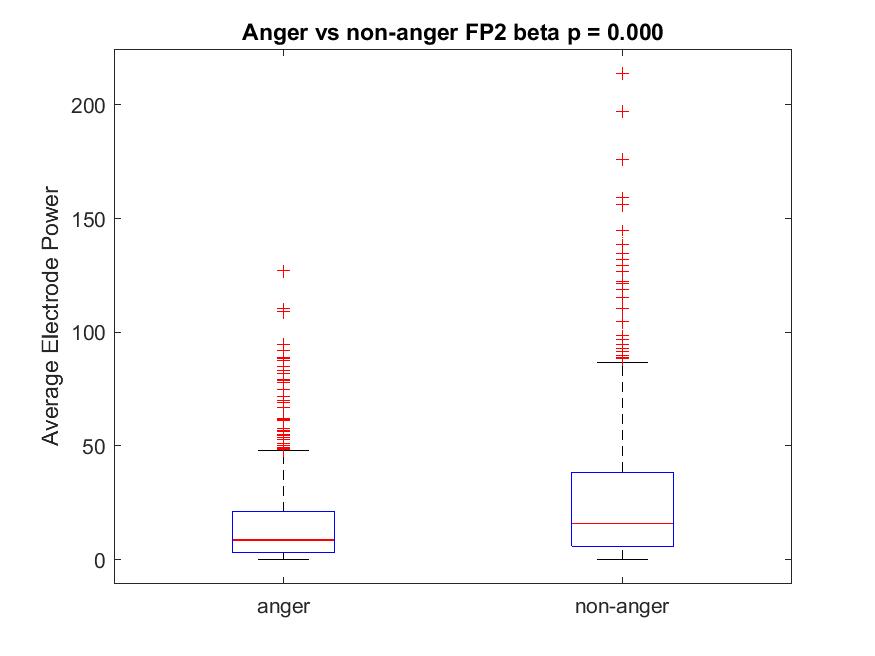 Anger vs non-anger FP2 beta p = 0.000
Average Electrode Power
200
150
100
50
0
anger
non-anger